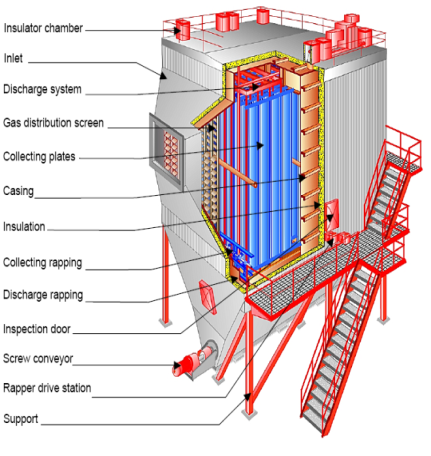 Insulator chamber
Inlet
Discharge system
Gas distribution screen
Collecting plates
Casing
Insulation
Collecting rapping
Discharge rapping
Inspection door
Screw conveyor
Rapper drive station
Support